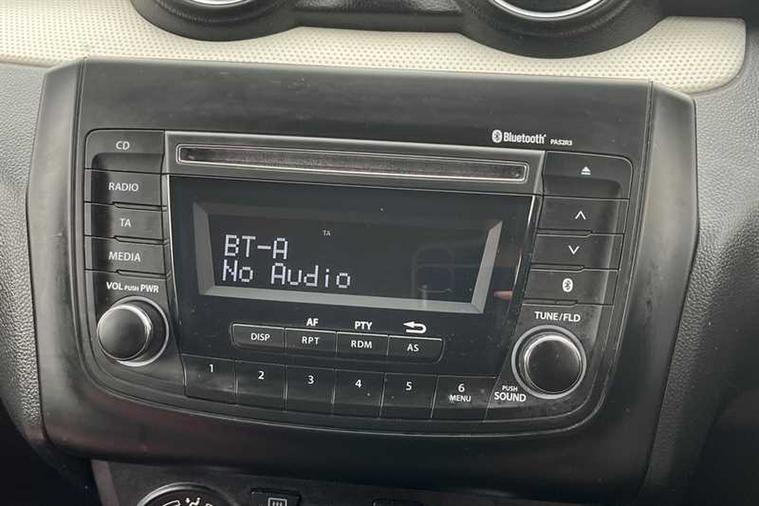 Bluetooth PAS2R3
CD
RADIO
TA
MEDIA
VOL PUSH PWR
TA
BT-A
No Audio
AF PTY
DISP RPT RDM AS
1 2 3 4 5 6
MENU
TUNE/FLD
PUSH
SOUND